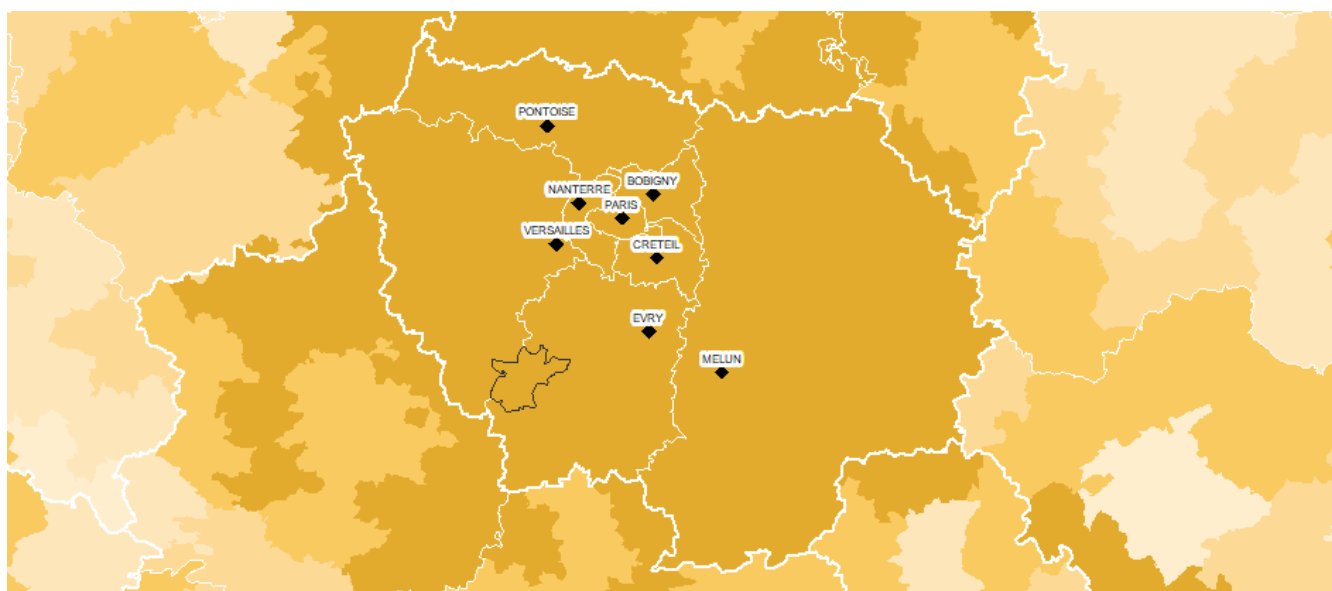 PONTOISE
BOBIGNY
NANTERRE
PARIS
VERSAILLES
CRETEIL
EVRY
MELUN